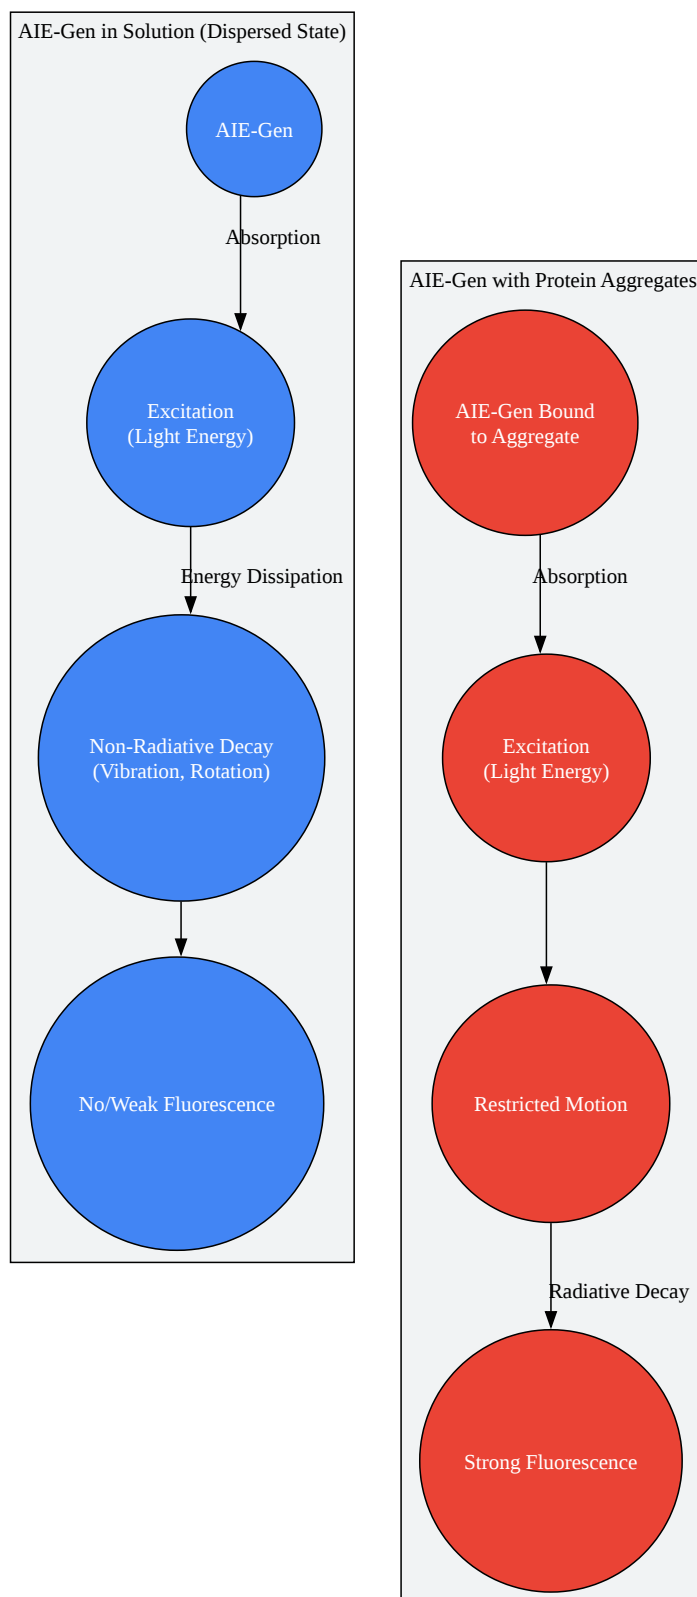 AIE-Gen in Solution (Dispersed State)
AIE-Gen
Absorption
Excitation
(Light Energy)
Energy Dissipation
Non-Radiative Decay
(Vibration, Rotation)
No/Weak Fluorescence
AIE-Gen with Protein Aggregates
AIE-Gen Bound
to Aggregate
Absorption
Excitation
(Light Energy)
Restricted Motion
Radiative Decay
Strong Fluorescence